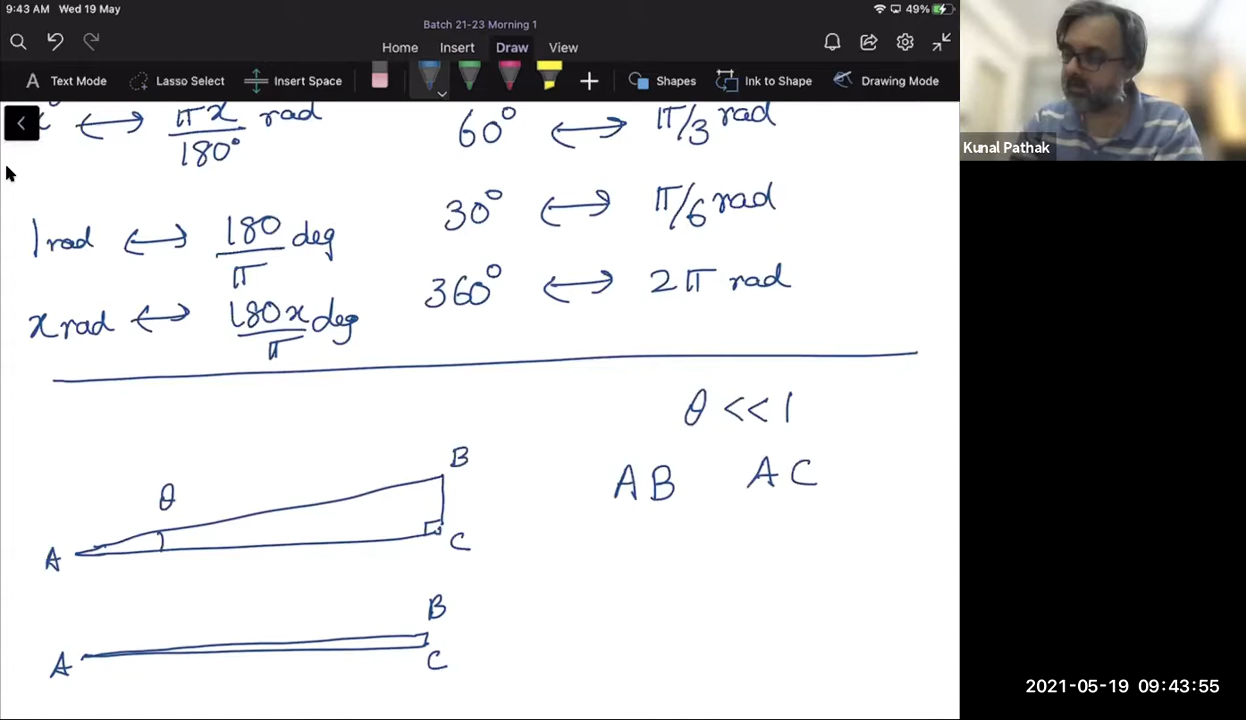 9:43 AM Wed 19 May
49%
Batch 21-23 Morning 1
Home Insert Draw View
Text Mode Lasso Select Insert Space Shapes Ink to Shape Drawing Mode
Kunal Pathak
πx/180° rad
60° ↔ π/3 rad
30° ↔ π/6 rad
1 rad ↔ 180/π deg
360° ↔ 2π rad
x rad ↔ 180x/π deg
θ << 1
AB AC
B
θ
A
C
B
A
C
2021-05-19 09:43:55